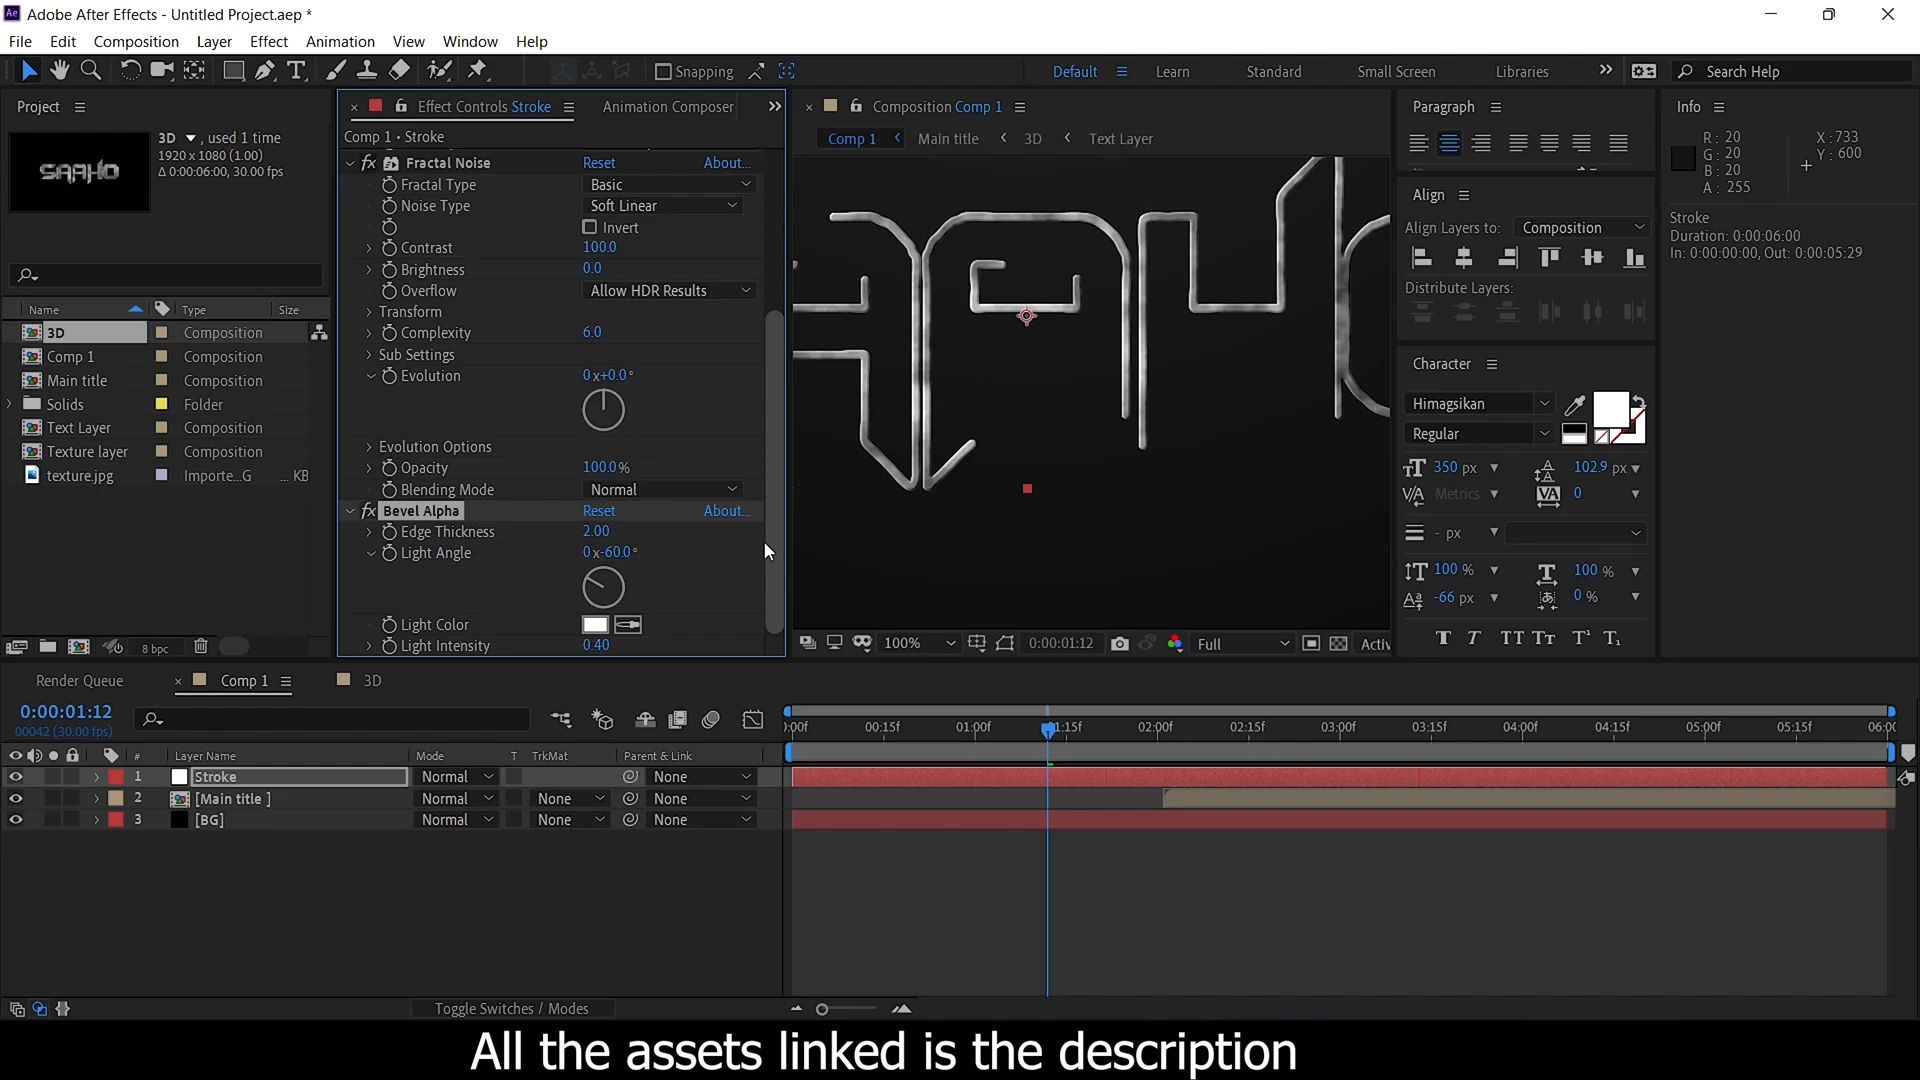 Adobe After Effects - Untitled Project.aep *
File Edit Composition Layer Effect Animation View Window Help
Snapping
Default Learn Standard Small Screen Libraries Search Help
Project
3D , used 1 time
1920 x 1080 (1.00)
Δ 0:00:06:00, 30.00 fps
SAAHO
Name Type Size
3D Composition
Comp 1 Composition
Main title Composition
Solids Folder
Text Layer Composition
Texture layer Composition
texture.jpg Importe...G ... KB
8 bpc
Effect Controls Stroke Animation Composer
Comp 1 • Stroke
fx Fractal Noise Reset About...
Fractal Type Basic
Noise Type Soft Linear
Invert
Contrast 100.0
Brightness 0.0
Overflow Allow HDR Results
Transform
Complexity 6.0
Sub Settings
Evolution 0x+0.0°
Evolution Options
Opacity 100.0%
Blending Mode Normal
fx Bevel Alpha Reset About...
Edge Thickness 2.00
Light Angle 0x-60.0°
Light Color
Light Intensity 0.40
Composition Comp 1
Comp 1 Main title 3D Text Layer
100% 0:00:01:12 Full Activ
Paragraph
Align
Align Layers to: Composition
Distribute Layers:
Character
Himagsikan
Regular
350 px 102.9 px
Metrics 0
- px
100 % 100 %
-66 px 0 %
T T TT Tr T¹ T₁
Info
R: 20
G: 20
B: 20
A: 255
X: 733
Y: 600
Stroke
Duration: 0:00:06:00
In: 0:00:00:00, Out: 0:00:05:29
Render Queue Comp 1 3D
0:00:01:12
00042 (30.00 fps)
):00f 00:15f 01:00f 01:15f 02:00f 02:15f 03:00f 03:15f 04:00f 04:15f 05:00f 05:15f 06:0(
# Layer Name Mode T TrkMat Parent & Link
1 Stroke Normal None
2 [Main title ] Normal None None
3 [BG] Normal None None
Toggle Switches / Modes
All the assets linked is the description